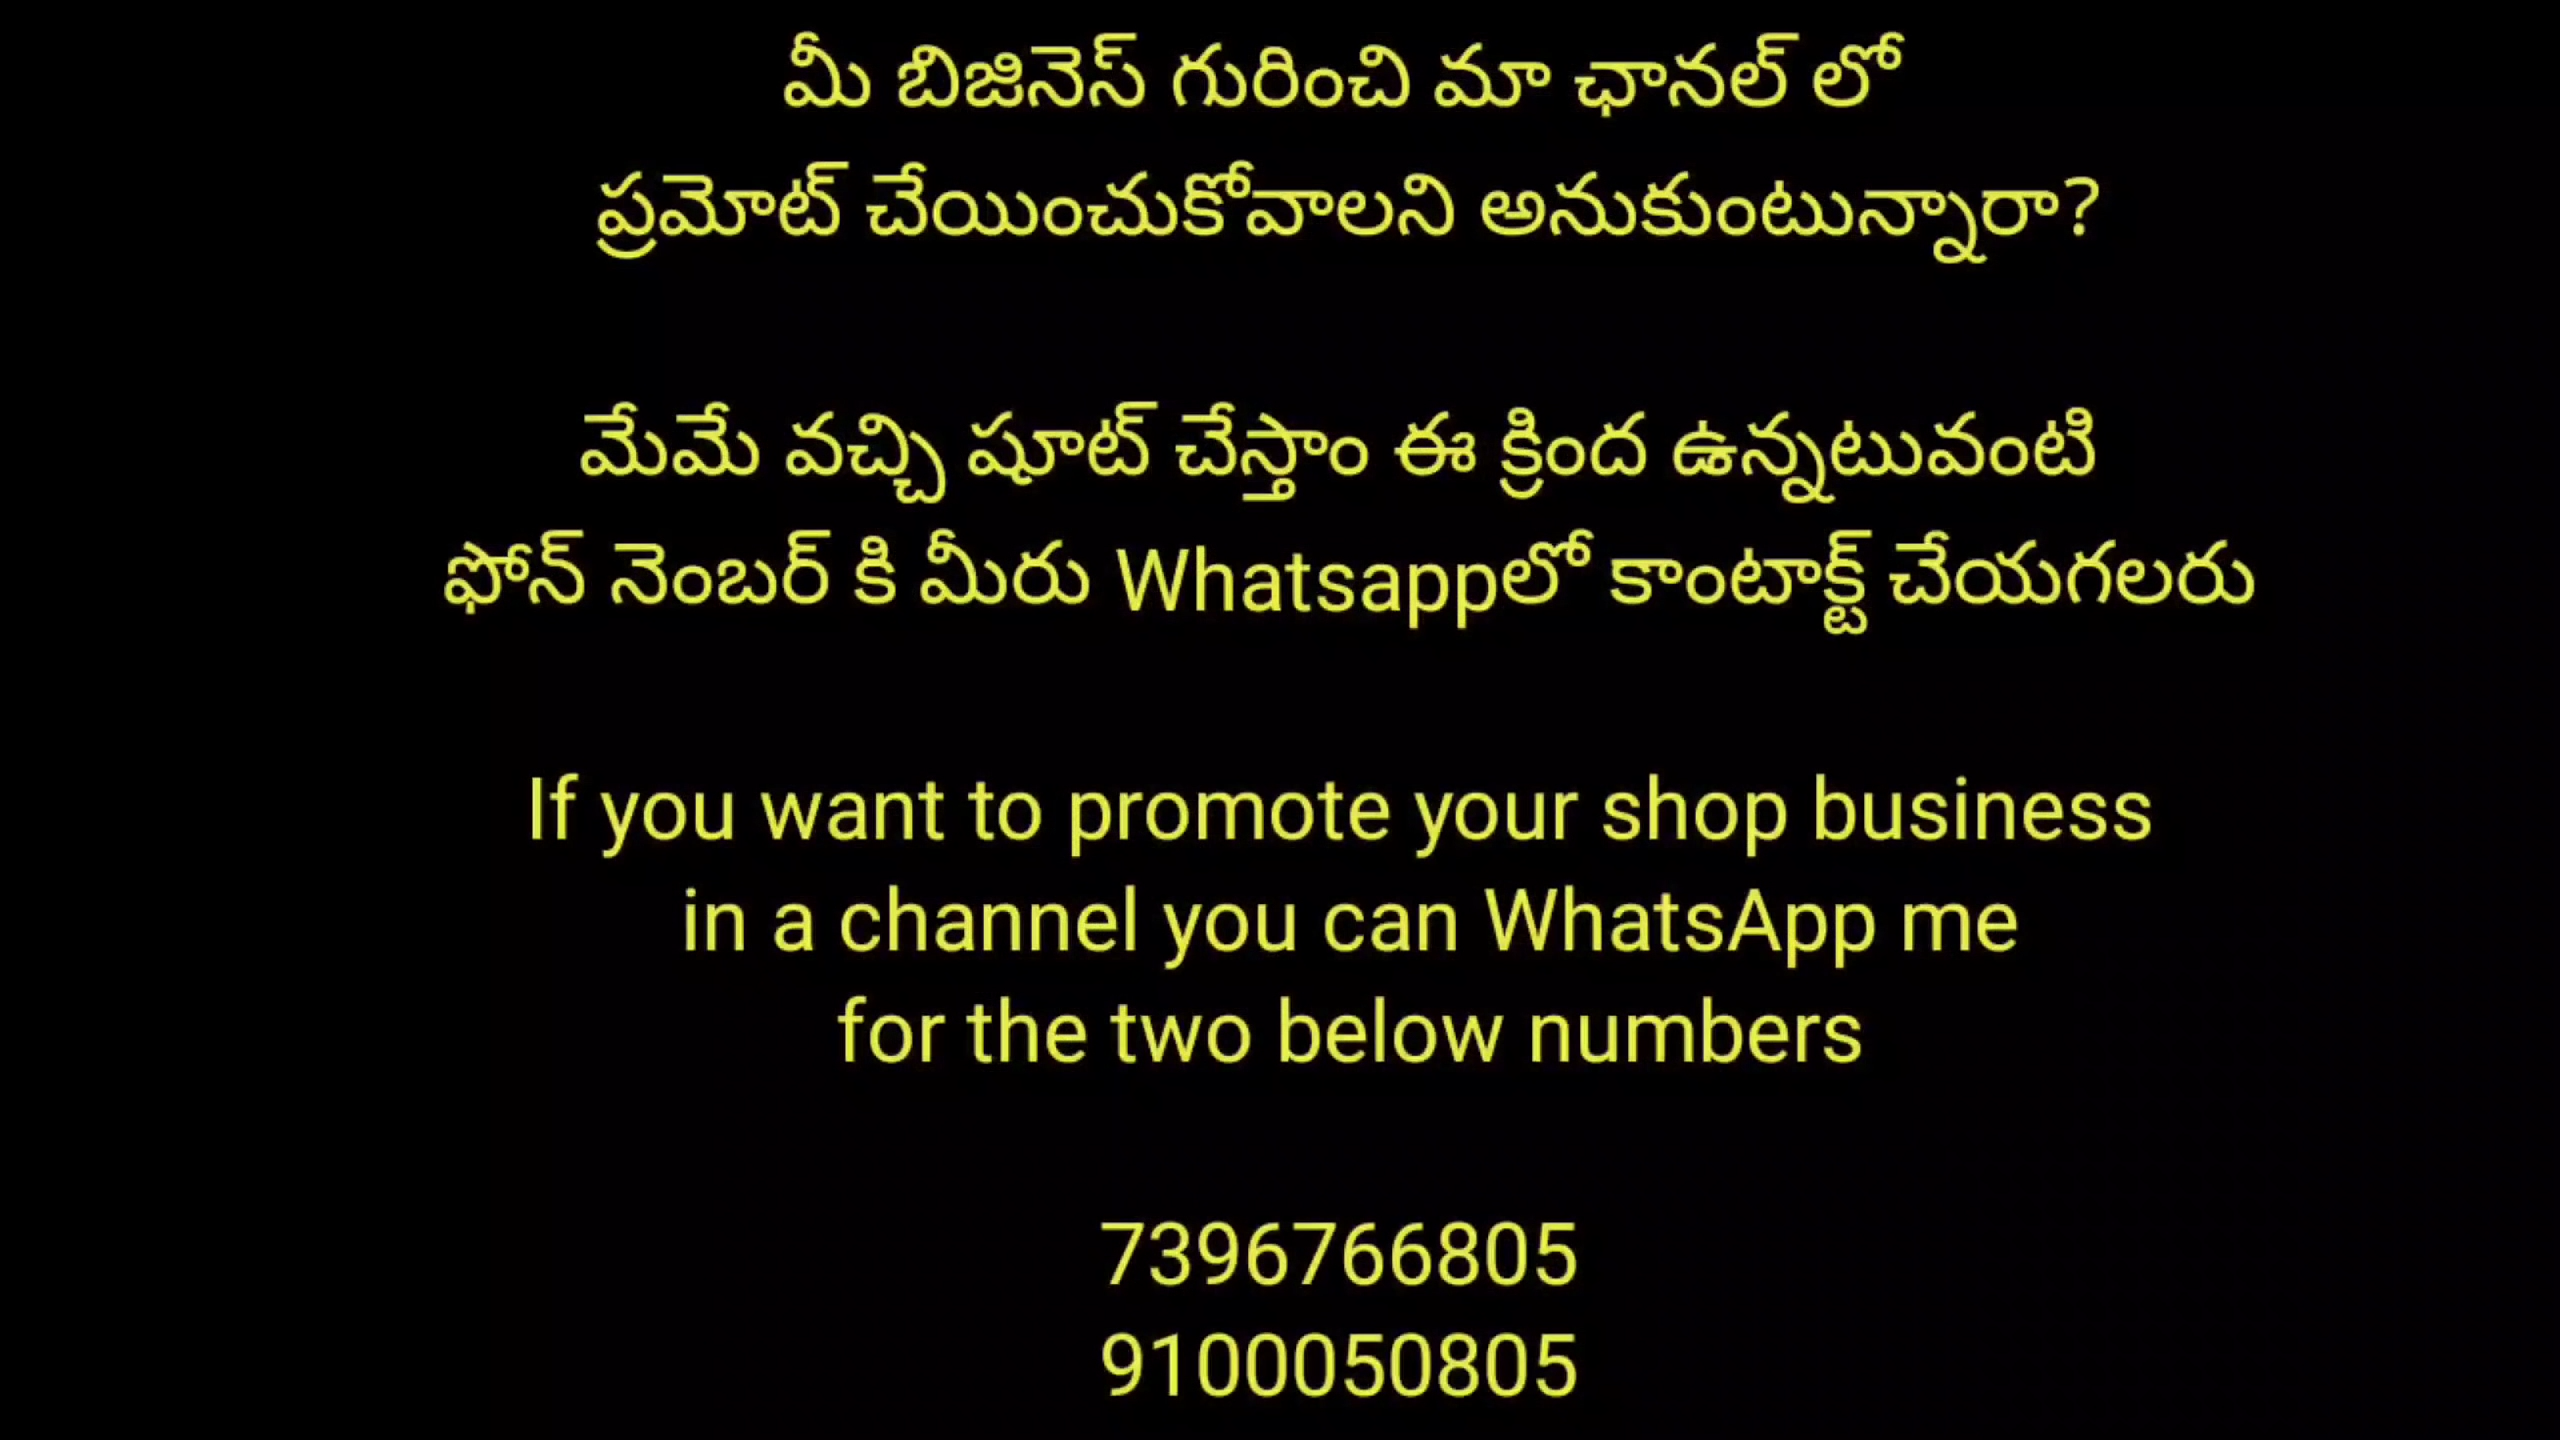 మీ బిజినెస్ గురించి మా ఛానల్ లో
ప్రమోట్ చేయించుకోవాలని అనుకుంటున్నారా?
మేమే వచ్చి షూట్ చేస్తాం ఈ క్రింద ఉన్నటువంటి
ఫోన్ నెంబర్ కి మీరు Whatsappలో కాంటాక్ట్ చేయగలరు
If you want to promote your shop business
in a channel you can WhatsApp me
for the two below numbers
7396766805
9100050805